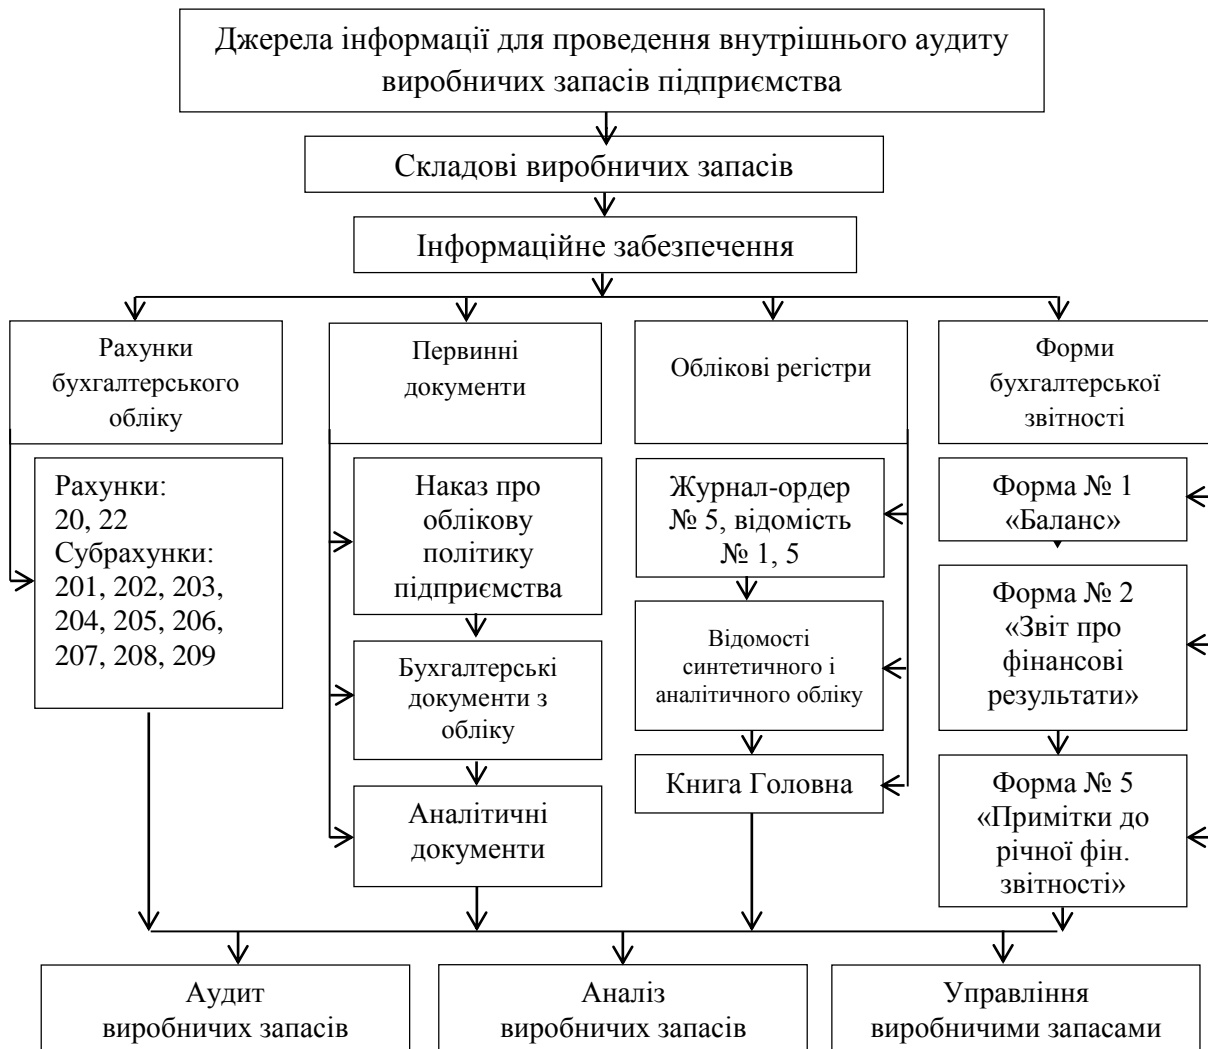 Джерела інформації для проведення внутрішнього аудиту
виробничих запасів підприємства
Складові виробничих запасів
Інформаційне забезпечення
Рахунки
бухгалтерського
обліку
Первинні
документи
Облікові регістри
Форми
бухгалтерської
звітності
Рахунки:
20, 22
Субрахунки:
201, 202, 203,
204, 205, 206,
207, 208, 209
Наказ про
облікову
політику
підприємства
Бухгалтерські
документи з
обліку
Аналітичні
документи
Журнал-ордер
№ 5, відомість
№ 1, 5
Відомості
синтетичного і
аналітичного обліку
Книга Головна
Форма № 1
«Баланс»
Форма № 2
«Звіт про
фінансові
результати»
Форма № 5
«Примітки до
річної фін.
звітності»
Аудит
виробничих запасів
Аналіз
виробничих запасів
Управління
виробничими запасами